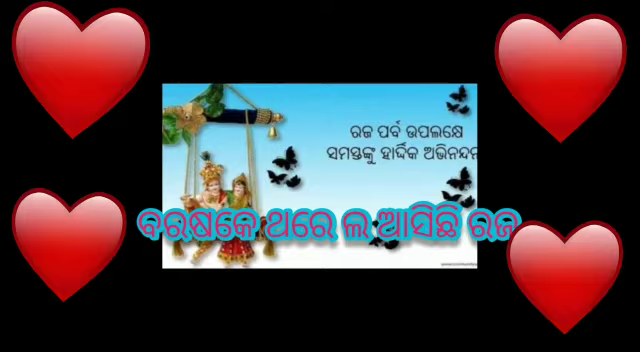 ରଜ ପର୍ବ ଉପଲକ୍ଷେ
ସମସ୍ତଙ୍କୁ ହାର୍ଦ୍ଦିକ ଅଭିନନ୍ଦନ
ବରଷକେ ଥରେ ଲ ଆସିଛି ରଜ